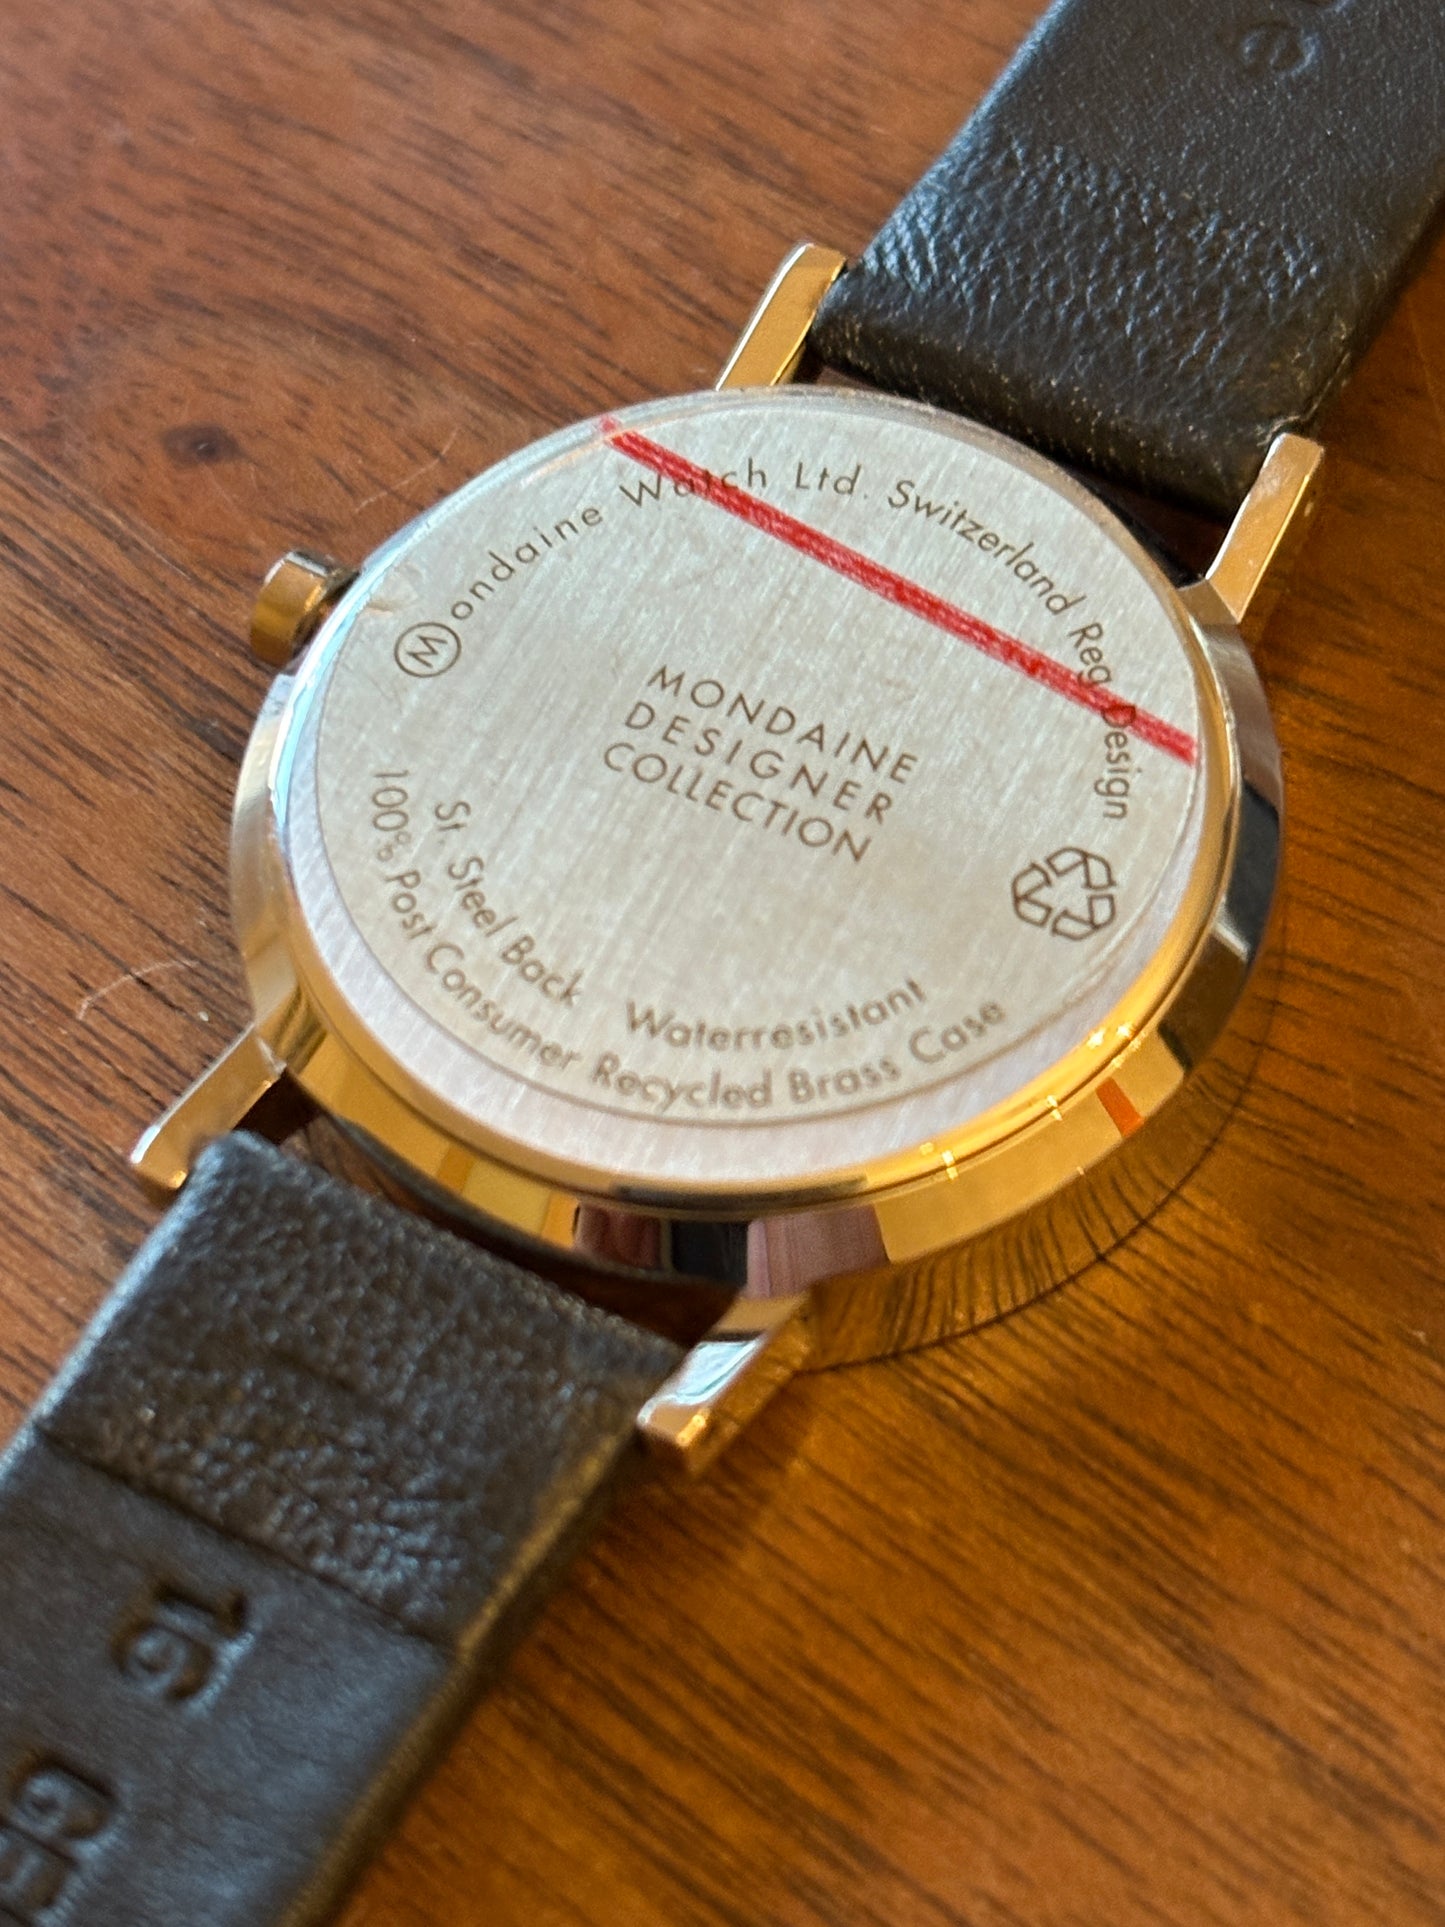 Mondaine Watch Ltd. Switzerland Reg. Design
MONDAINE
DESIGNER
COLLECTION
St. Steel Back Waterresistant
100% Post Consumer Recycled Brass Case
16